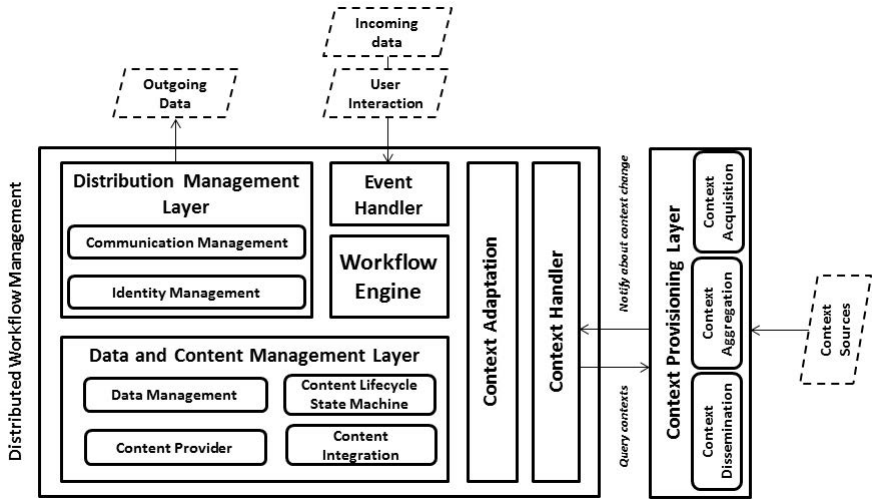 Incoming
data
Outgoing
Data
User
Interaction
Distributed Workflow Management
Distribution Management
Layer
Communication Management
Identity Management
Event
Handler
Workflow
Engine
Data and Content Management Layer
Data Management
Content Lifecycle
State Machine
Content Provider
Content
Integration
Context Adaptation
Context Handler
Notify about context change
Query contexts
Context Provisioning Layer
Context
Acquisition
Context
Aggregation
Context
Dissemination
Context
Sources